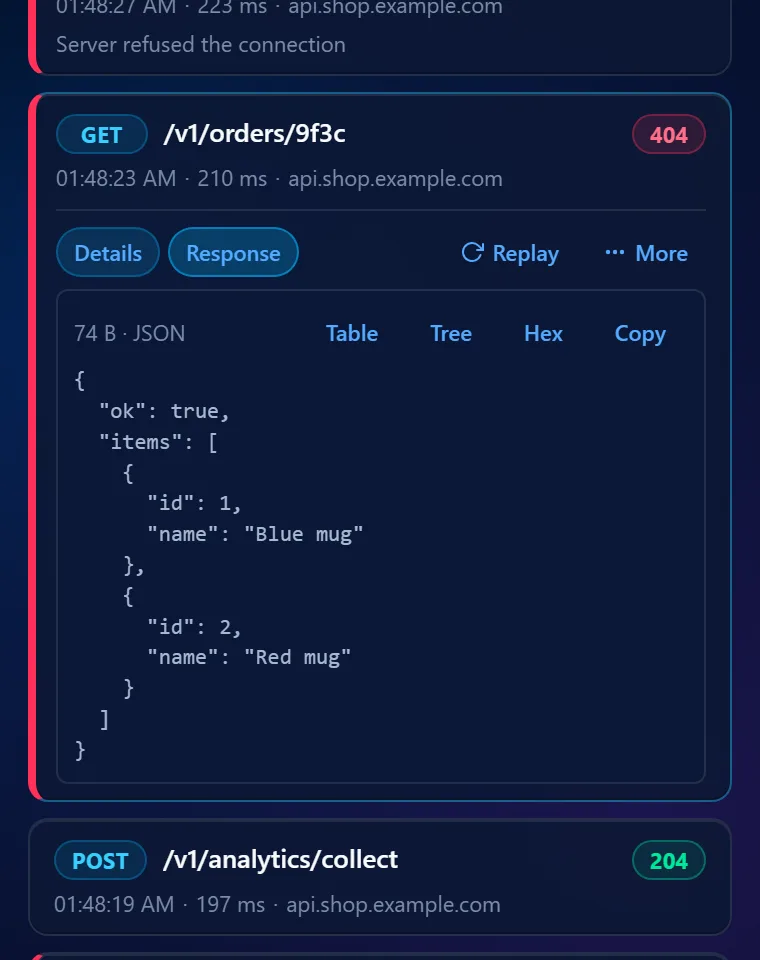 01:48:27 AM · 223 ms · api.shop.example.com
Server refused the connection
GET /v1/orders/9f3c 404
01:48:23 AM · 210 ms · api.shop.example.com
Details Response Replay ··· More
74 B · JSON Table Tree Hex Copy
{
  "ok": true,
  "items": [
    {
      "id": 1,
      "name": "Blue mug"
    },
    {
      "id": 2,
      "name": "Red mug"
    }
  ]
}
POST /v1/analytics/collect 204
01:48:19 AM · 197 ms · api.shop.example.com